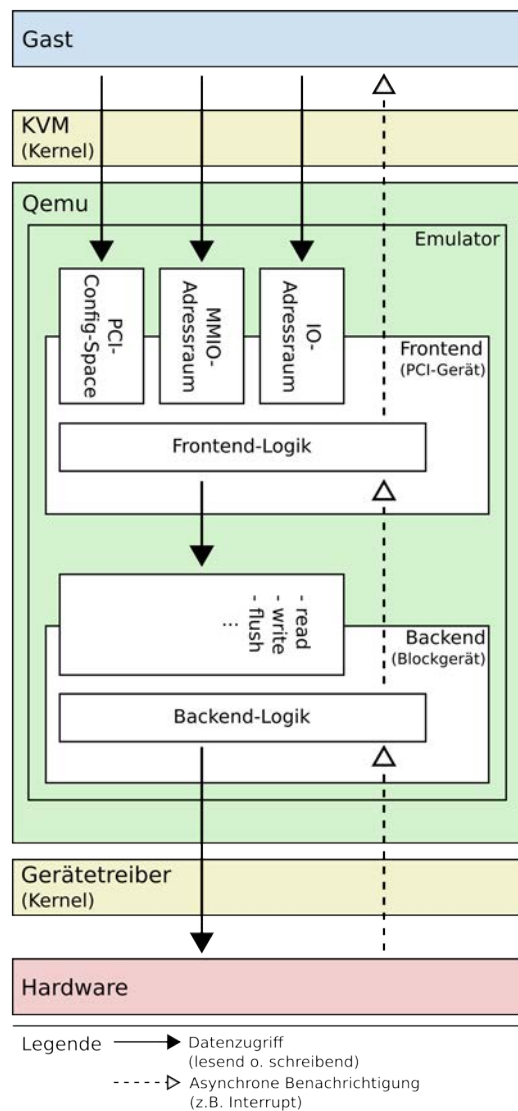 Gast
KVM
(Kernel)
Qemu
Emulator
PCI-
Config-Space
MMIO-
Adressraum
IO-
Adressraum
Frontend
(PCI-Gerät)
Frontend-Logik
- read
- write
- flush
...
Backend
(Blockgerät)
Backend-Logik
Gerätetreiber
(Kernel)
Hardware
Legende
Datenzugriff
(lesend o. schreibend)
Asynchrone Benachrichtigung
(z.B. Interrupt)